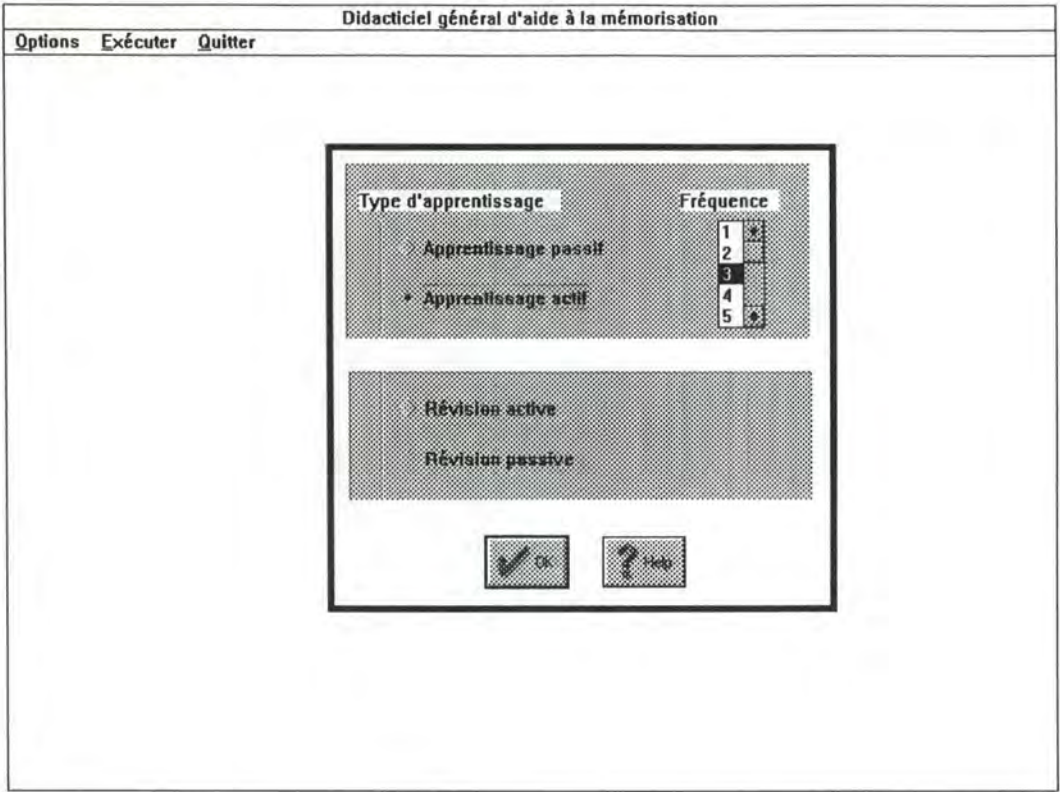 Didacticiel général d'aide à la mémorisation
Options Exécuter Quitter
Type d'apprentissage Fréquence
Apprentissage passif
Apprentissage actif
1
2
3
4
5
Révision active
Révision passive
OK Help